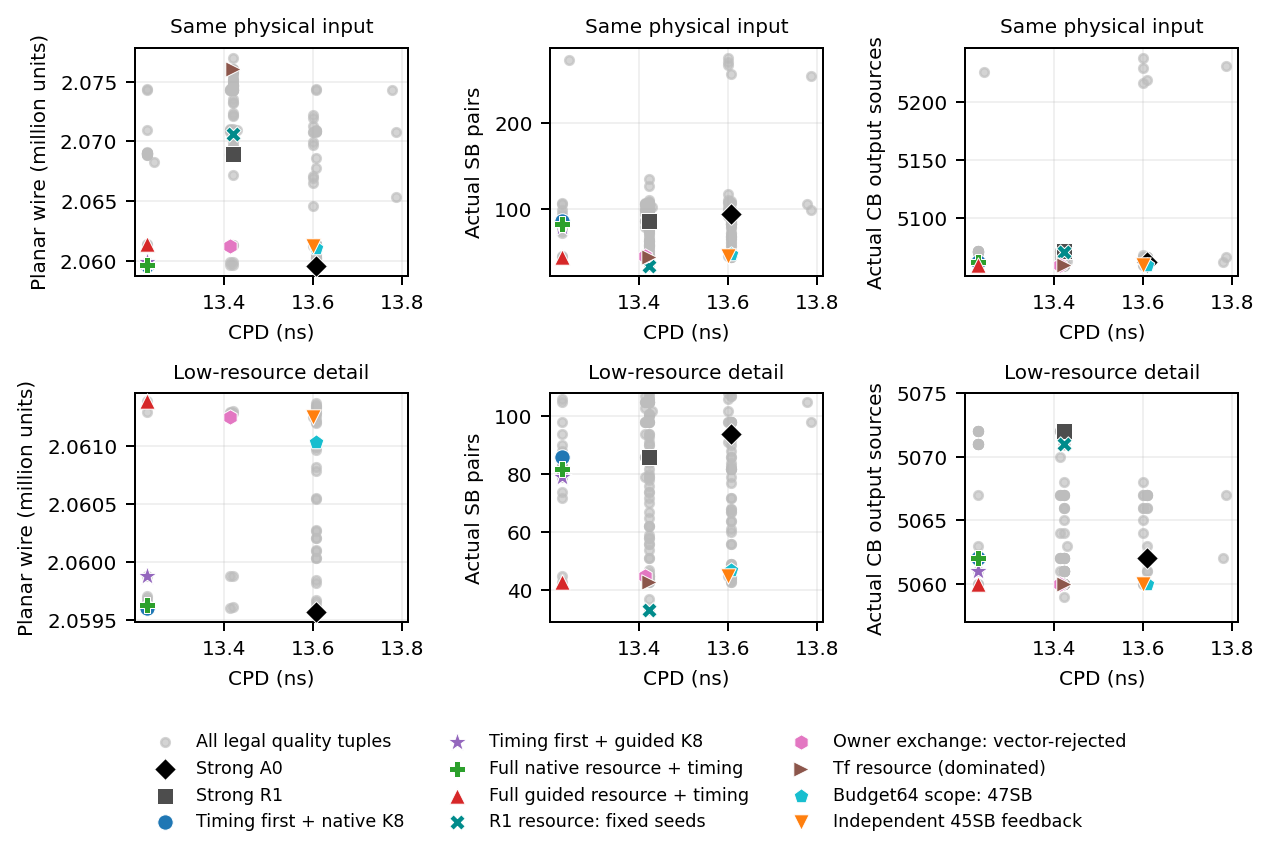 Same physical input
Same physical input
Same physical input
Planar wire (million units)
2.075
2.070
2.065
2.060
13.4
13.6
13.8
CPD (ns)
Actual SB pairs
200
100
13.4
13.6
13.8
CPD (ns)
Actual CB output sources
5200
5150
5100
13.4
13.6
13.8
CPD (ns)
Low-resource detail
Low-resource detail
Low-resource detail
Planar wire (million units)
2.0610
2.0605
2.0600
2.0595
13.4
13.6
13.8
CPD (ns)
Actual SB pairs
100
80
60
40
13.4
13.6
13.8
CPD (ns)
Actual CB output sources
5075
5070
5065
5060
13.4
13.6
13.8
CPD (ns)
All legal quality tuples
Strong A0
Strong R1
Timing first + native K8
Timing first + guided K8
Full native resource + timing
Full guided resource + timing
R1 resource: fixed seeds
Owner exchange: vector-rejected
Tf resource (dominated)
Budget64 scope: 47SB
Independent 45SB feedback